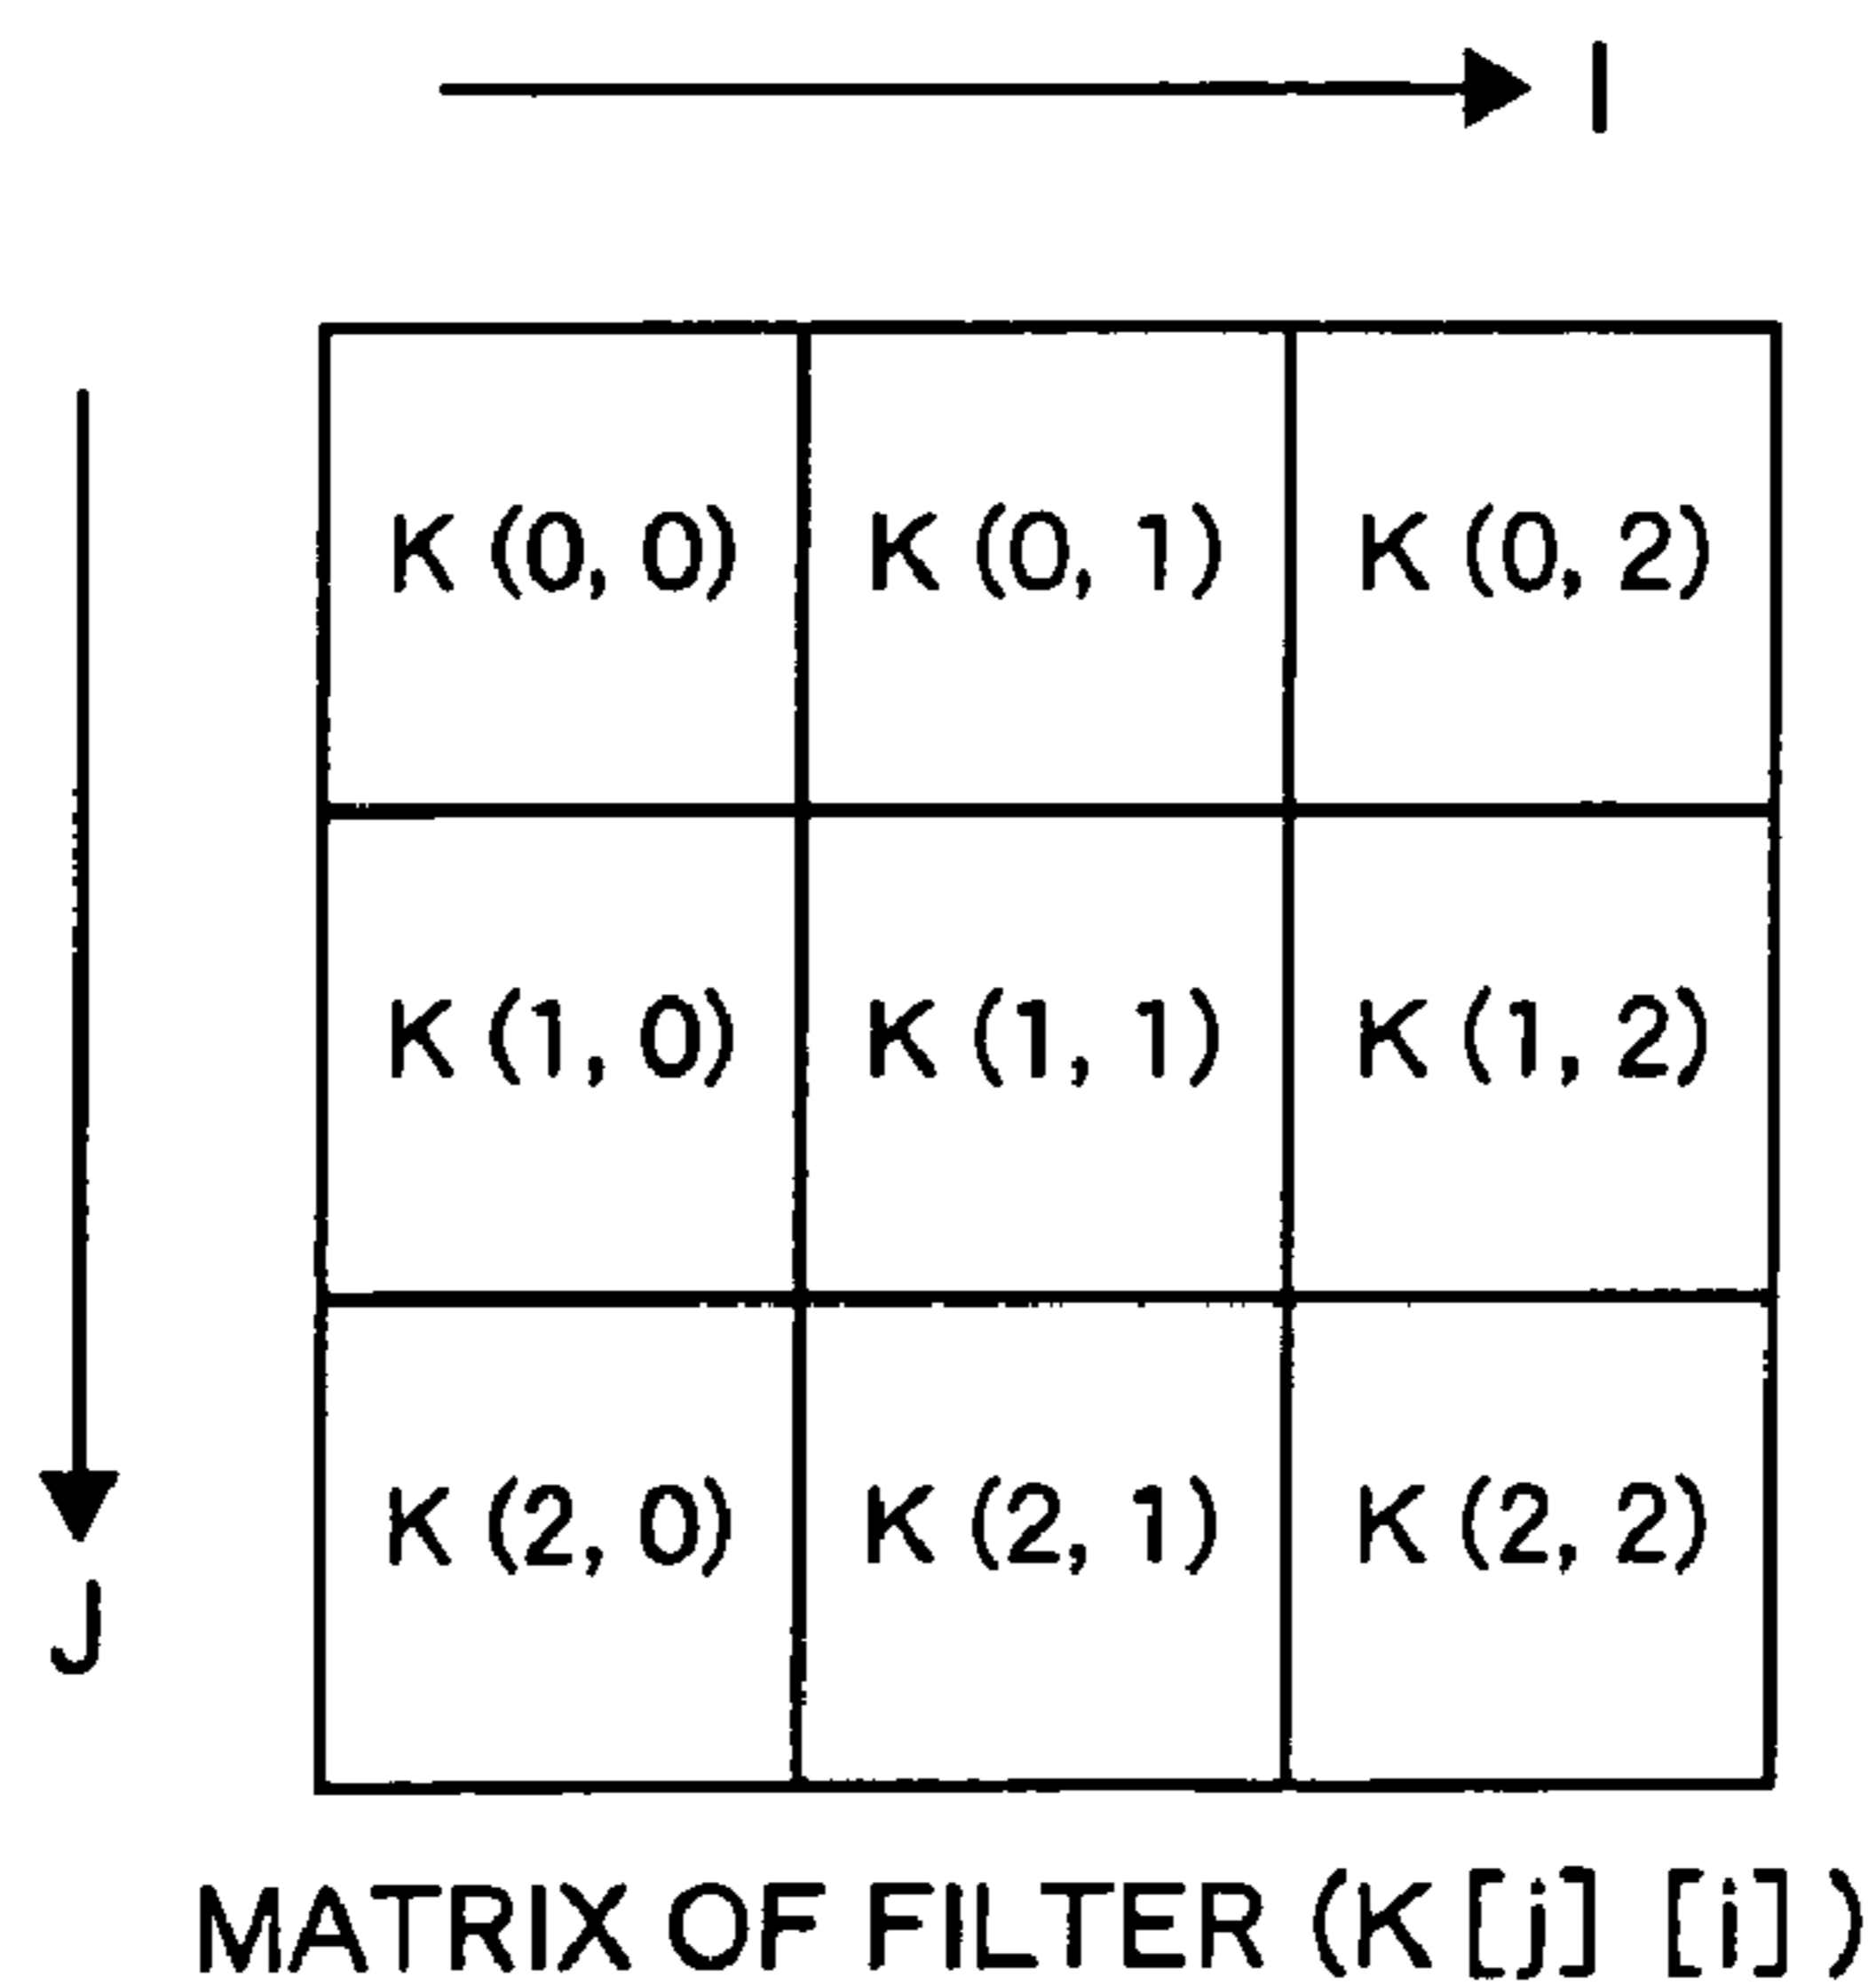 I
K (0, 0) K (0, 1) K (0, 2)
K (1, 0) K (1, 1) K (1, 2)
K (2, 0) K (2, 1) K (2, 2)
J
MATRIX OF FILTER (K [j] [i])